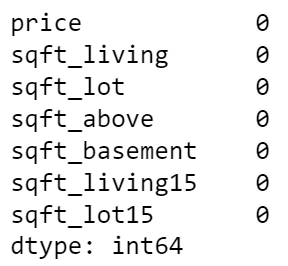 price 0
sqft_living 0
sqft_lot 0
sqft_above 0
sqft_basement 0
sqft_living15 0
sqft_lot15 0
dtype: int64